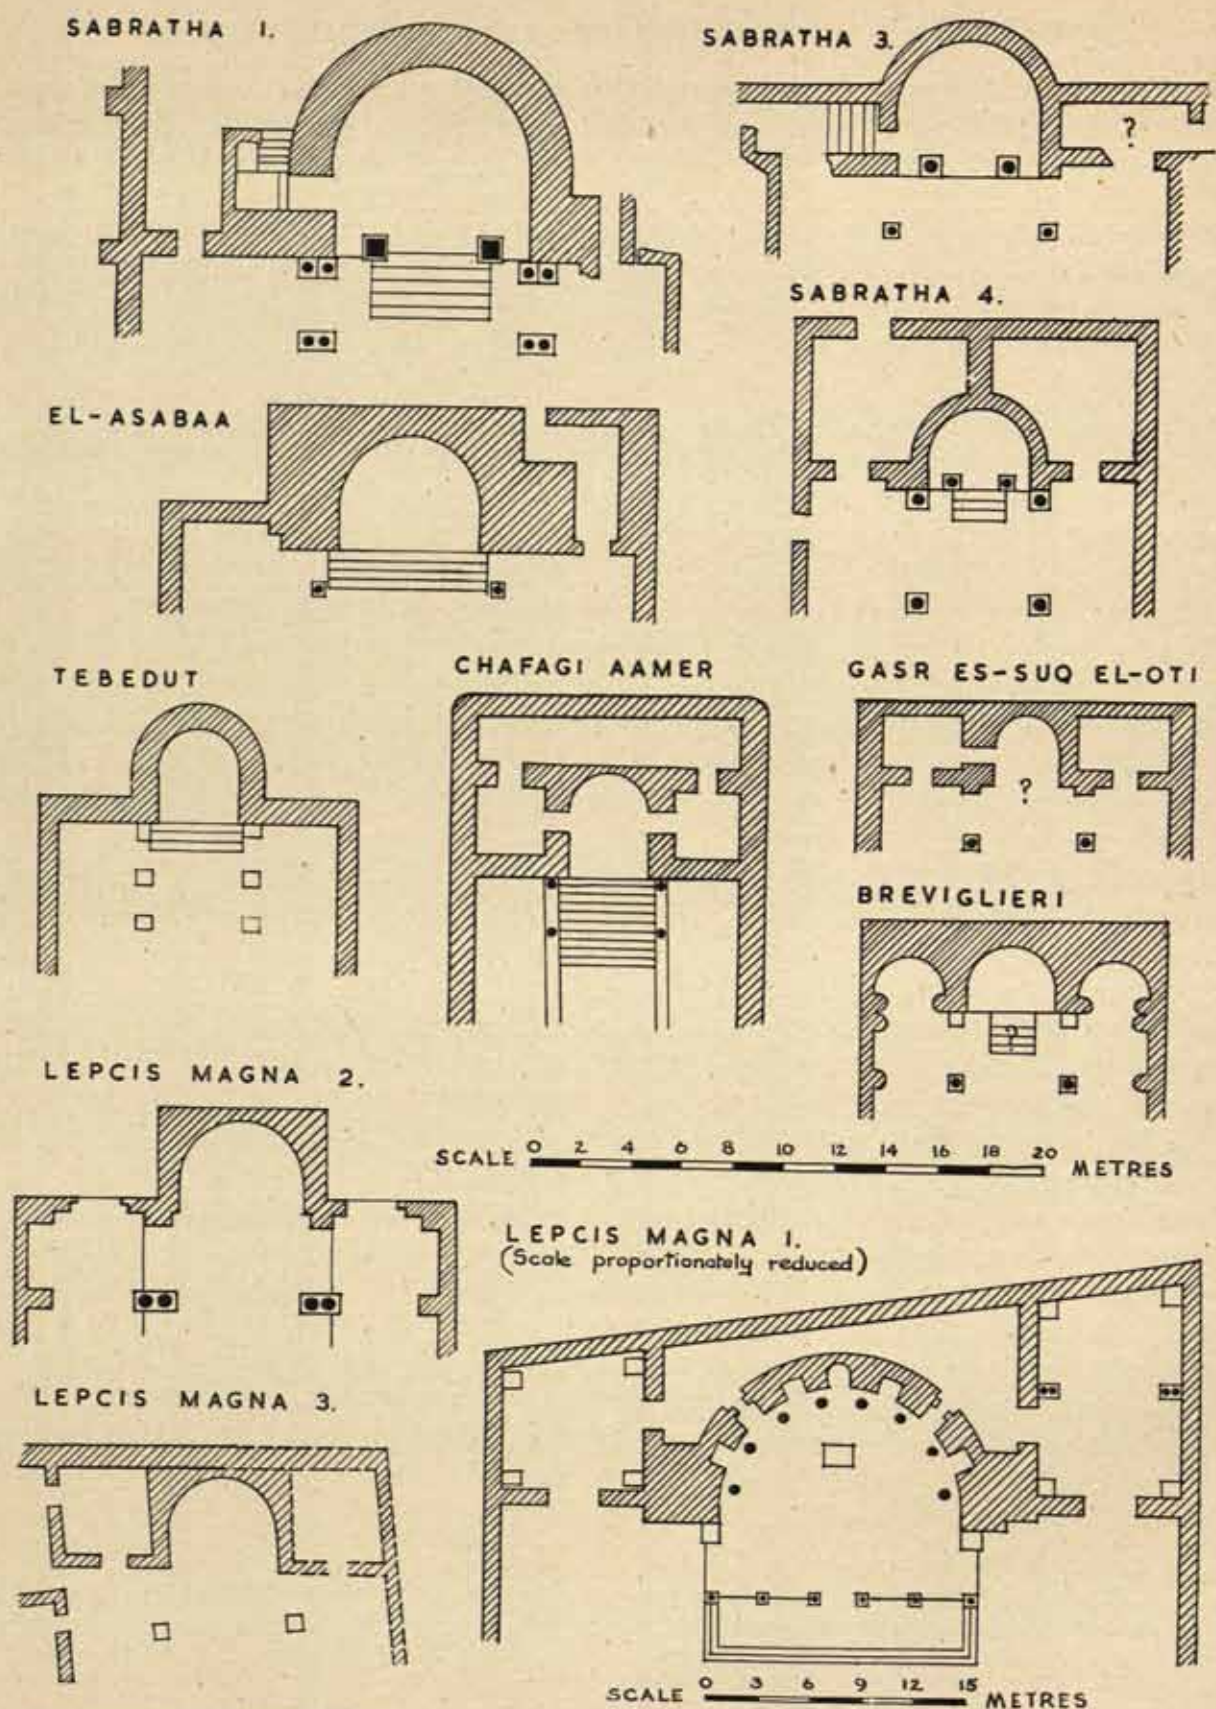 SABRATHA 1.
SABRATHA 3.
?
SABRATHA 4.
EL-ASABAA
TEBEDUT
CHAFAGI AAMER
GASR ES-SUQ EL-OTI
?
BREVIGLIERI
?
LEPCIS MAGNA 2.
SCALE 0 2 4 6 8 10 12 14 16 18 20 METRES
LEPCIS MAGNA 1.
(Scale proportionately reduced)
LEPCIS MAGNA 3.
SCALE 0 3 6 9 12 15 METRES